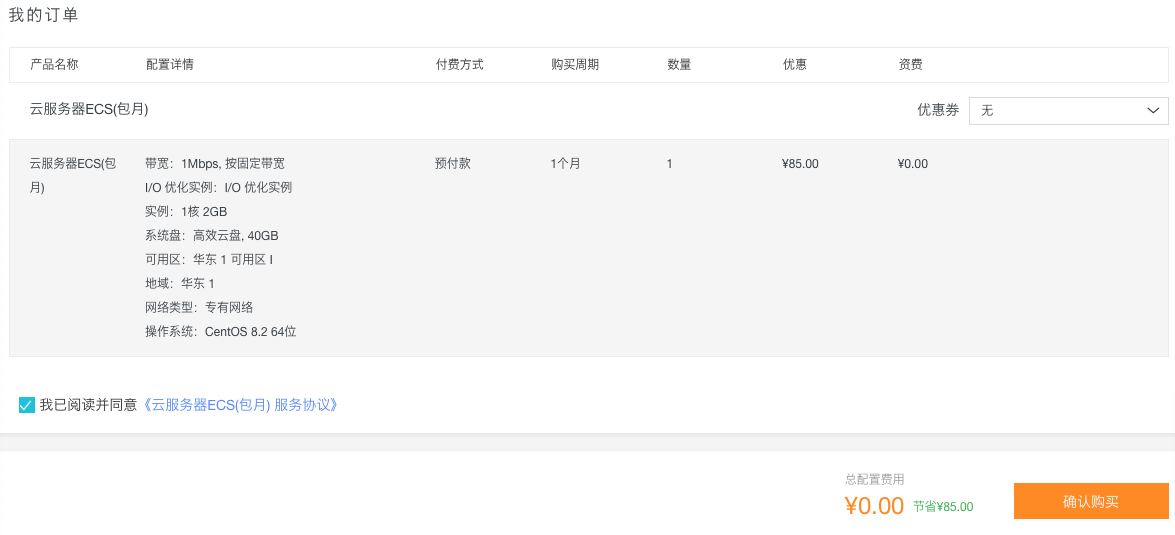 我的订单
产品名称 配置详情 付费方式 购买周期 数量 优惠 资费
云服务器ECS(包月) 优惠券 无
云服务器ECS(包 带宽：1Mbps, 按固定带宽 预付款 1个月 1 ¥85.00 ¥0.00
月) I/O 优化实例：I/O 优化实例
实例：1核 2GB
系统盘：高效云盘, 40GB
可用区：华东 1 可用区 I
地域：华东 1
网络类型：专有网络
操作系统：CentOS 8.2 64位
我已阅读并同意《云服务器ECS(包月) 服务协议》
总配置费用
¥0.00 节省¥85.00 确认购买